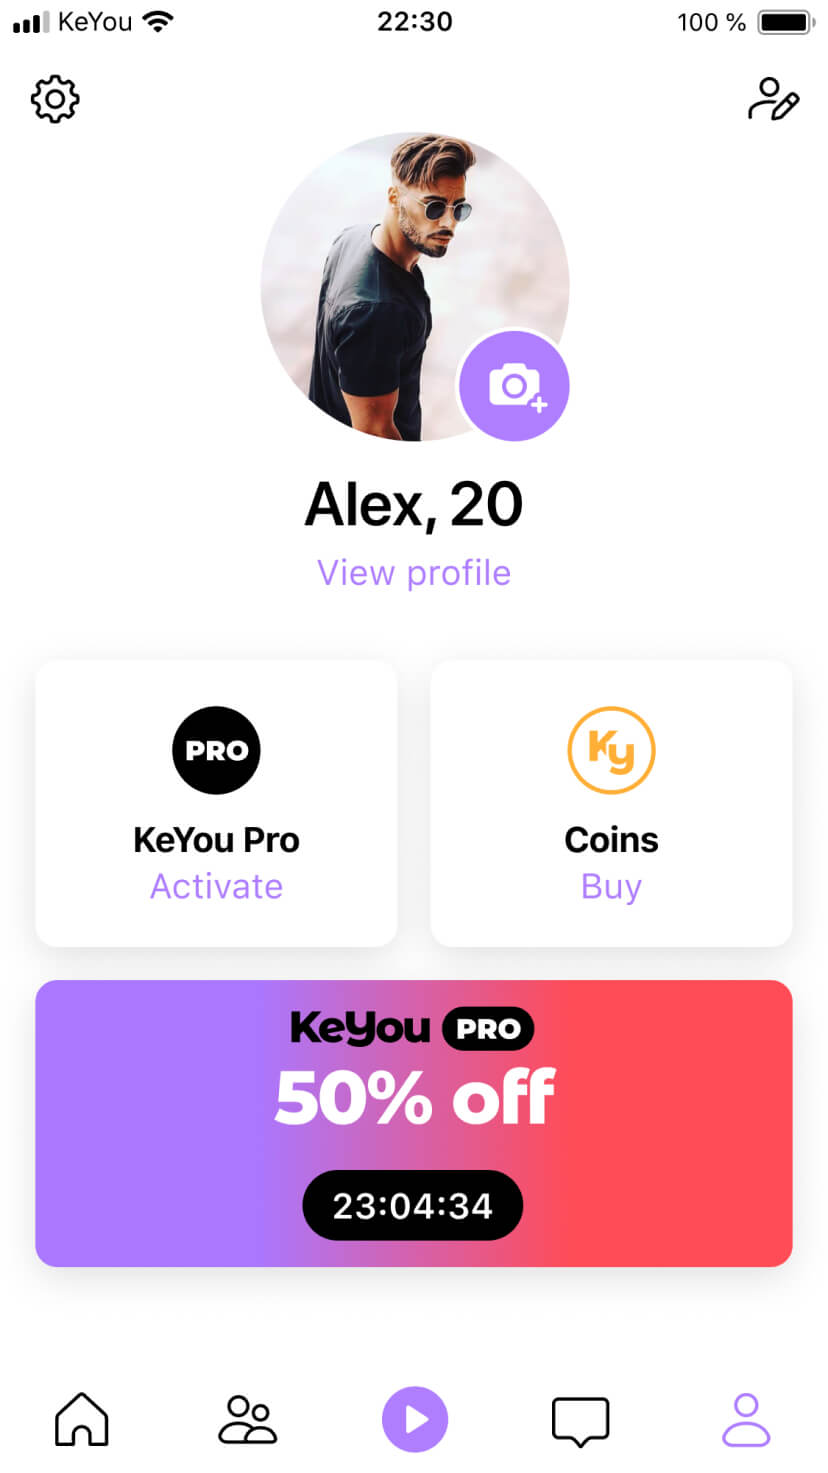 KeYou
22:30
100 %
Alex, 20
View profile
PRO
KeYou Pro
Activate
Ky
Coins
Buy
KeYou PRO
50% off
23:04:34